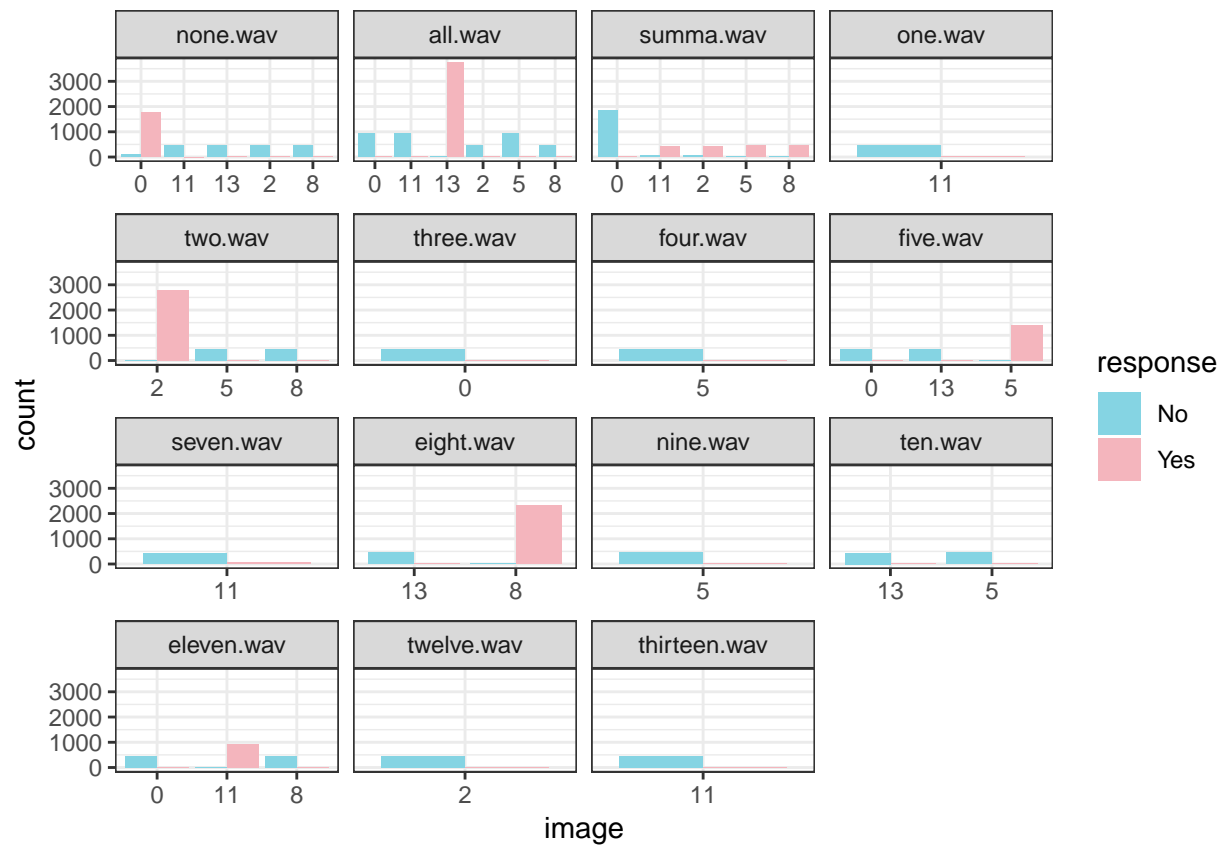 none.wav all.wav summa.wav one.wav
3000
2000
1000
0
0 11 13 2 8 0 11 13 2 5 8 0 11 2 5 8 11
two.wav three.wav four.wav five.wav
3000
2000
1000
0
2 5 8 0 5 0 13 5
response
No
Yes
count
seven.wav eight.wav nine.wav ten.wav
3000
2000
1000
0
11 13 8 5 13 5
eleven.wav twelve.wav thirteen.wav
3000
2000
1000
0
0 11 8 2 11
image